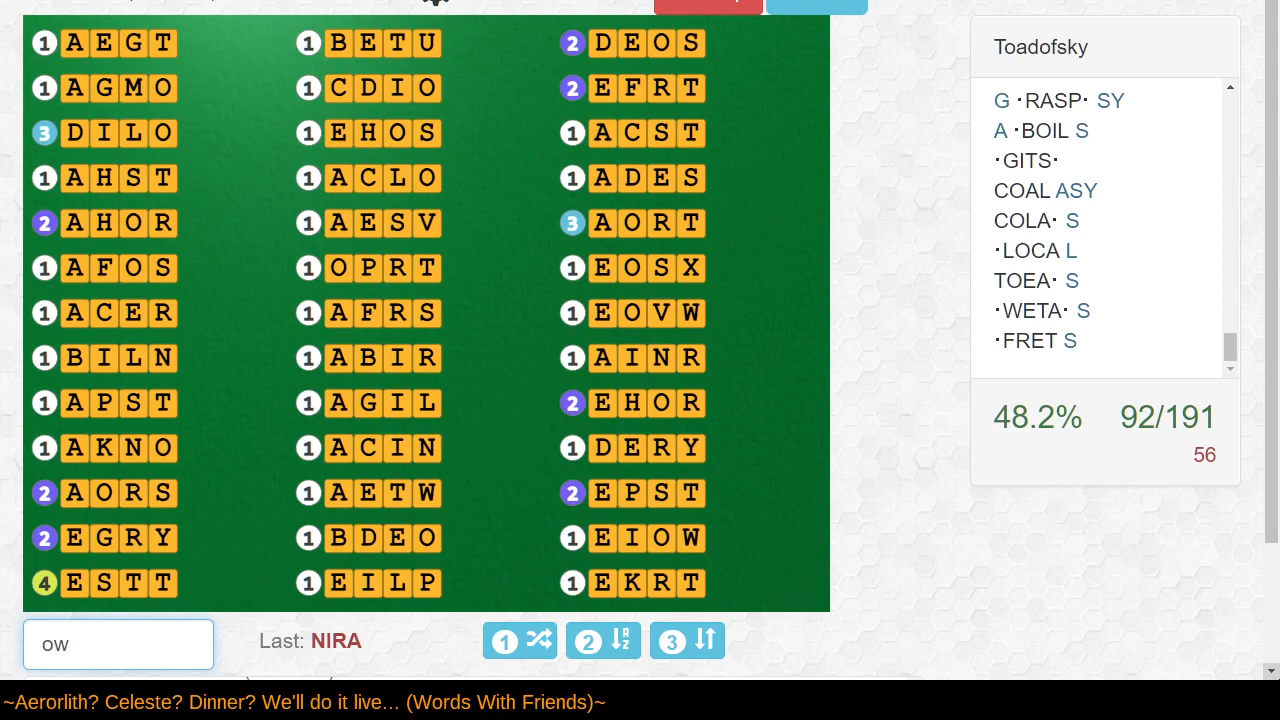 1 A E G T 1 B E T U 2 D E O S
1 A G M O 1 C D I O 2 E F R T
3 D I L O 1 E H O S 1 A C S T
1 A H S T 1 A C L O 1 A D E S
2 A H O R 1 A E S V 3 A O R T
1 A F O S 1 O P R T 1 E O S X
1 A C E R 1 A F R S 1 E O V W
1 B I L N 1 A B I R 1 A I N R
1 A P S T 1 A G I L 2 E H O R
1 A K N O 1 A C I N 1 D E R Y
2 A O R S 1 A E T W 2 E P S T
2 E G R Y 1 B D E O 1 E I O W
4 E S T T 1 E I L P 1 E K R T
ow
Last: NIRA
1 2 3
Toadofsky
G ·RASP· SY
A ·BOIL S
·GITS·
COAL ASY
COLA· S
·LOCA L
TOEA· S
·WETA· S
·FRET S
48.2% 92/191
56
~Aerorlith? Celeste? Dinner? We'll do it live... (Words With Friends)~